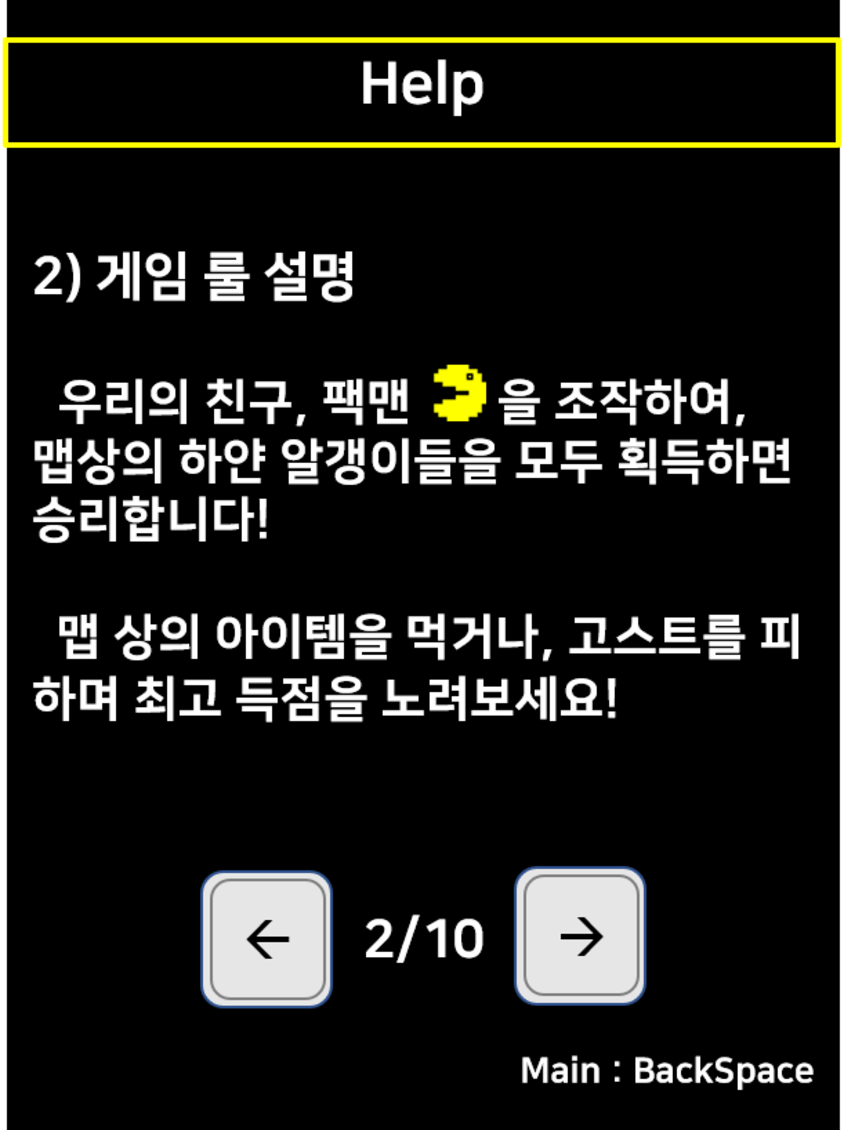 Help
2) 게임 룰 설명
우리의 친구, 팩맨 을 조작하여,
맵상의 하얀 알갱이들을 모두 획득하면
승리합니다!
맵 상의 아이템을 먹거나, 고스트를 피
하며 최고 득점을 노려보세요!
← 2/10 →
Main : BackSpace